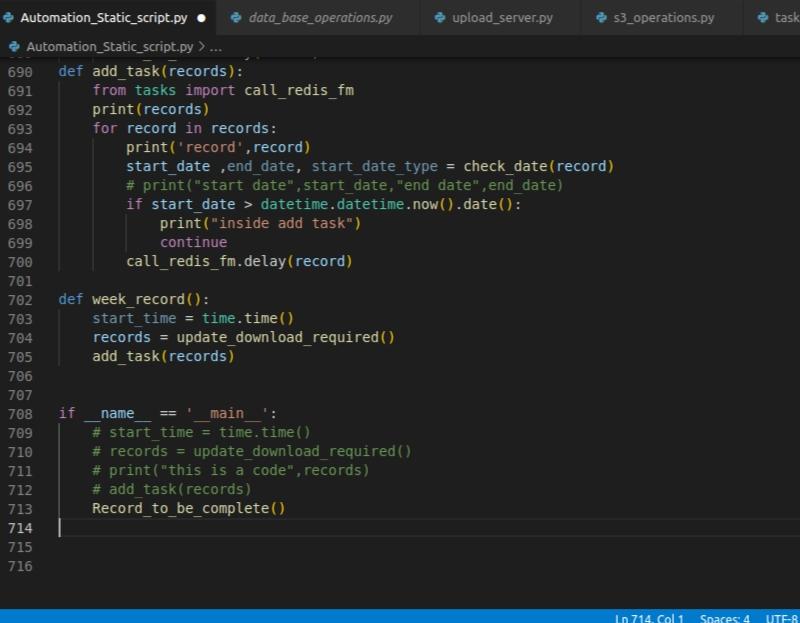 Automation_Static_script.py data_base_operations.py upload_server.py s3_operations.py task
Automation_Static_script.py > ...
690 def add_task(records):
691     from tasks import call_redis_fm
692     print(records)
693     for record in records:
694         print('record',record)
695         start_date ,end_date, start_date_type = check_date(record)
696         # print("start date",start_date,"end date",end_date)
697         if start_date > datetime.datetime.now().date():
698             print("inside add task")
699             continue
700         call_redis_fm.delay(record)
701
702 def week_record():
703     start_time = time.time()
704     records = update_download_required()
705     add_task(records)
706
707
708 if __name__ == '__main__':
709     # start_time = time.time()
710     # records = update_download_required()
711     # print("this is a code",records)
712     # add_task(records)
713     Record_to_be_complete()
714
715
716
Ln 714, Col 1 Spaces: 4 UTF-8